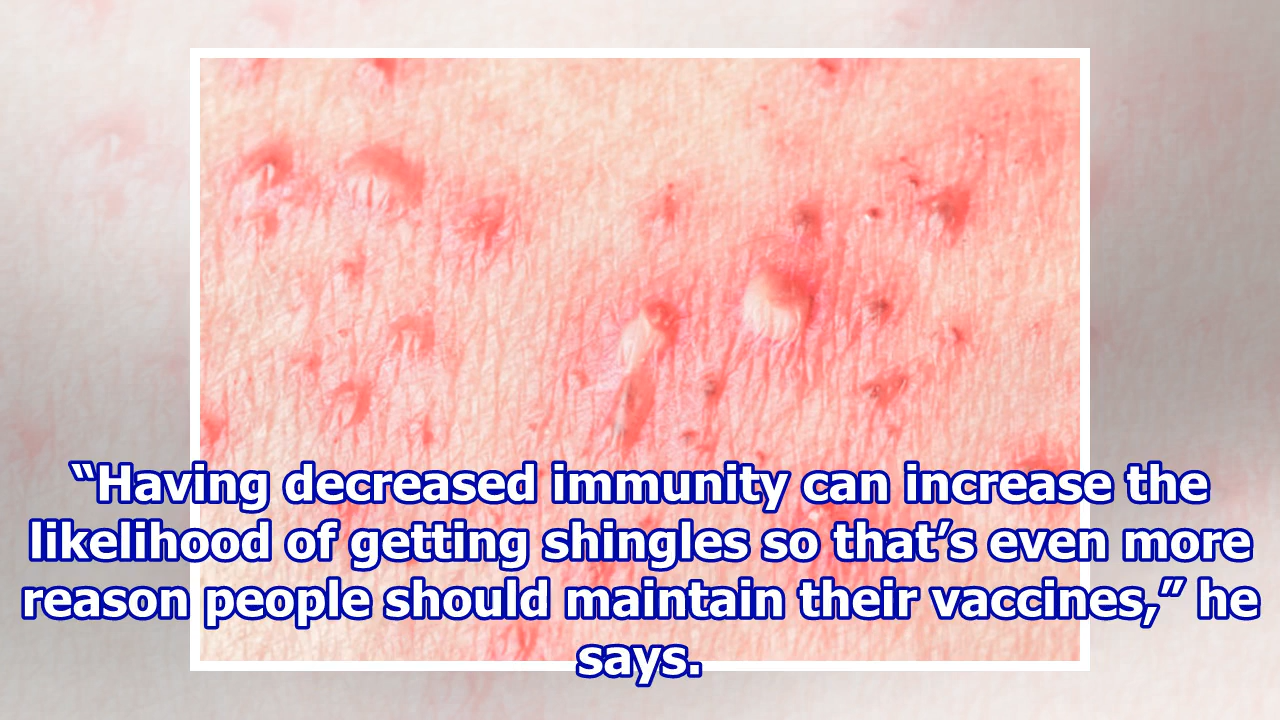 “Having decreased immunity can increase the
likelihood of getting shingles so that’s even more
reason people should maintain their vaccines,” he
says.